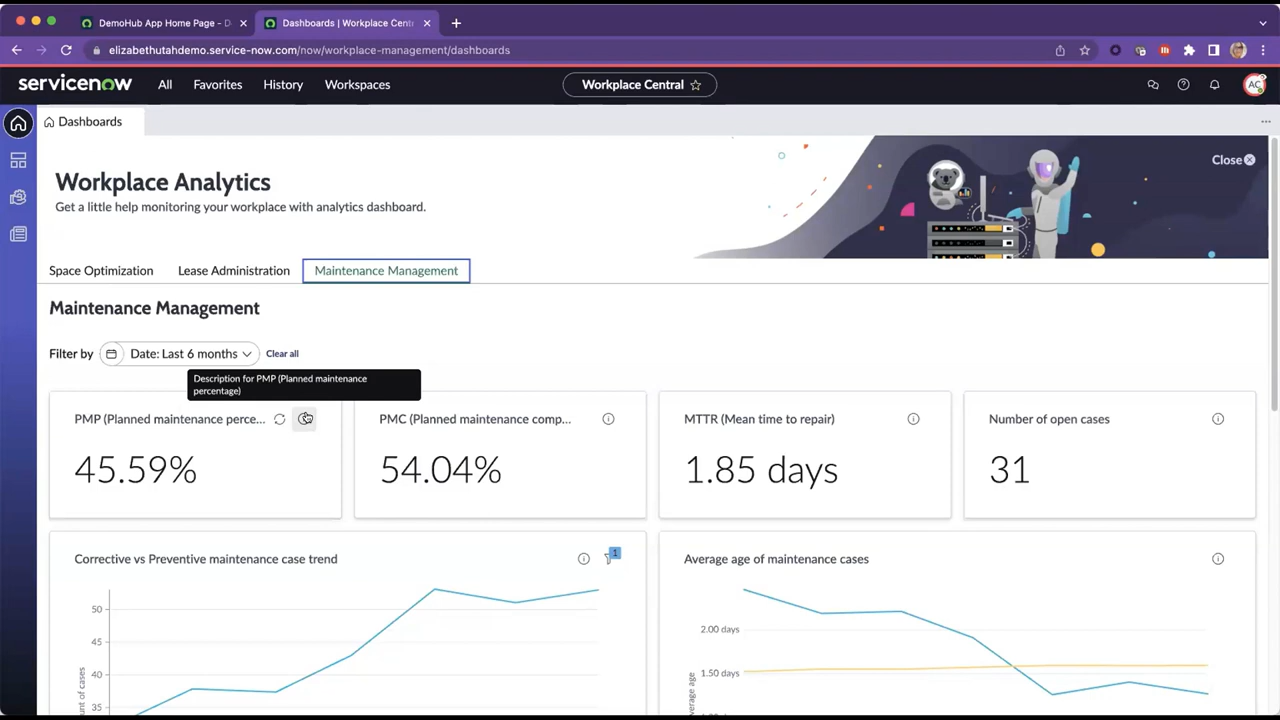 DemoHub App Home Page - D
Dashboards | Workplace Cent
elizabethutahdemo.service-now.com/now/workplace-management/dashboards
servicenow
All
Favorites
History
Workspaces
Workplace Central
AC
Dashboards
Workplace Analytics
Close
Get a little help monitoring your workplace with analytics dashboard.
Space Optimization
Lease Administration
Maintenance Management
Maintenance Management
Filter by
Date: Last 6 months
Clear all
Description for PMP (Planned maintenance
percentage)
PMP (Planned maintenance perce...
45.59%
PMC (Planned maintenance comp...
54.04%
MTTR (Mean time to repair)
1.85 days
Number of open cases
31
Corrective vs Preventive maintenance case trend
1
50
45
40
35
Average age of maintenance cases
2.00 days
1.50 days